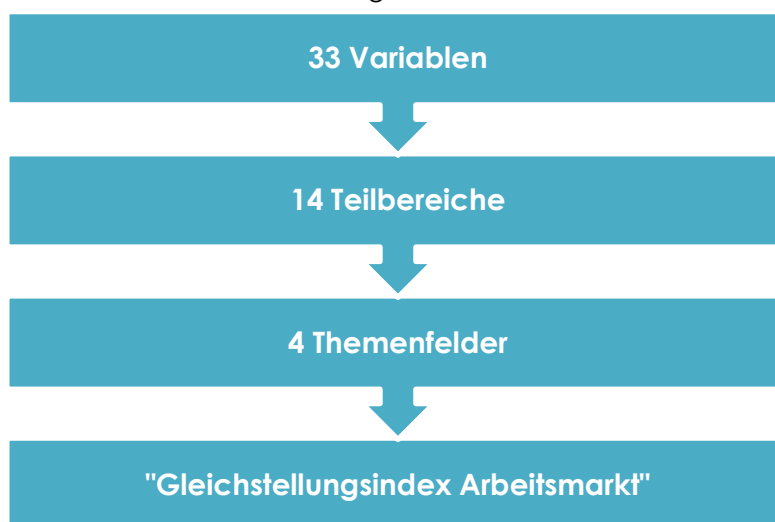 33 Variablen
14 Teilbereiche
4 Themenfelder
"Gleichstellungsindex Arbeitsmarkt"